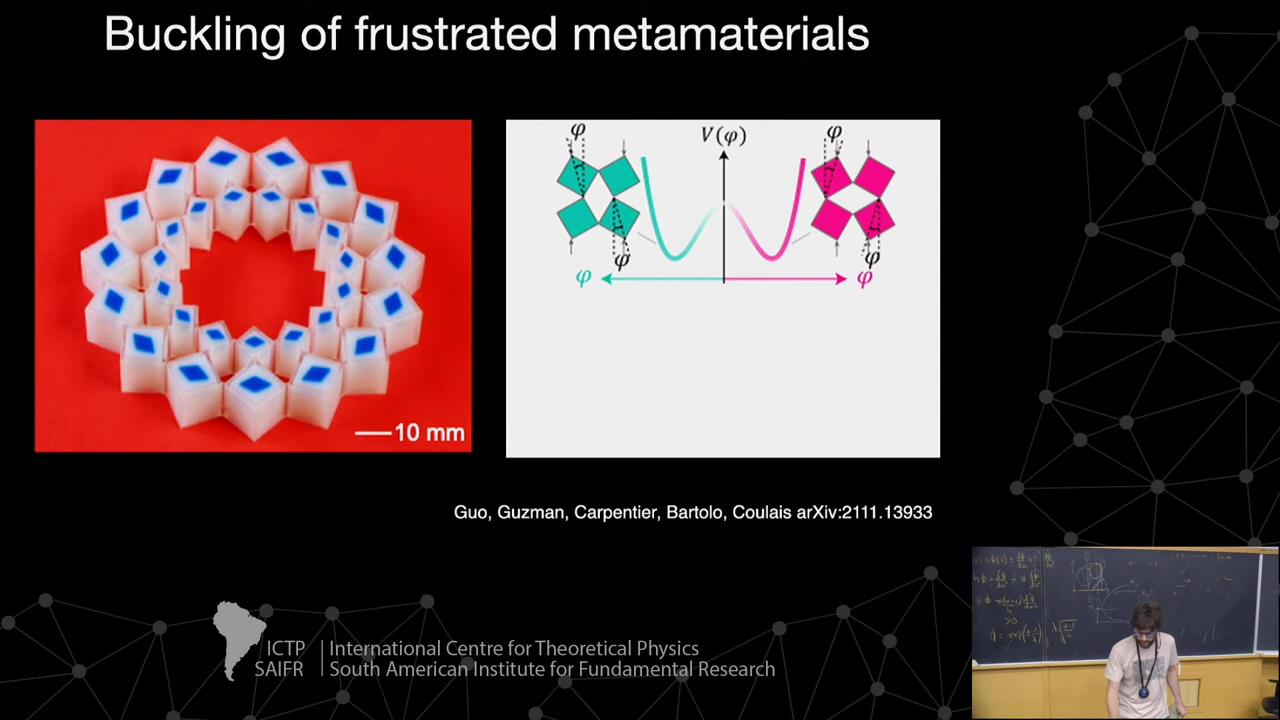 Buckling of frustrated metamaterials
φ
V(φ)
φ
φ
φ
φ
φ
10 mm
Guo, Guzman, Carpentier, Bartolo, Coulais arXiv:2111.13933
ICTP
SAIFR
International Centre for Theoretical Physics
South American Institute for Fundamental Research